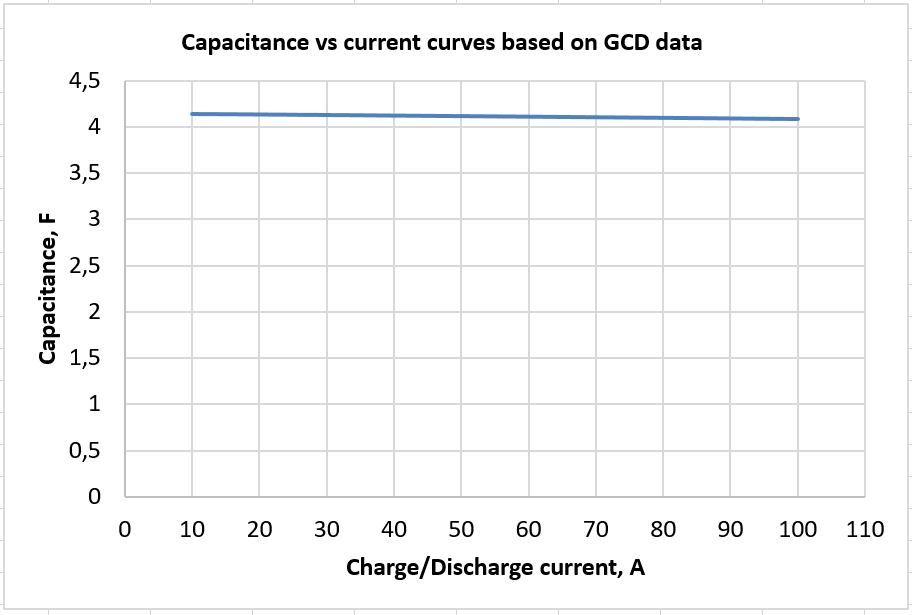 Capacitance vs current curves based on GCD data
4,5
4
3,5
3
2,5
2
1,5
1
0,5
0
Capacitance, F
0 10 20 30 40 50 60 70 80 90 100 110
Charge/Discharge current, A